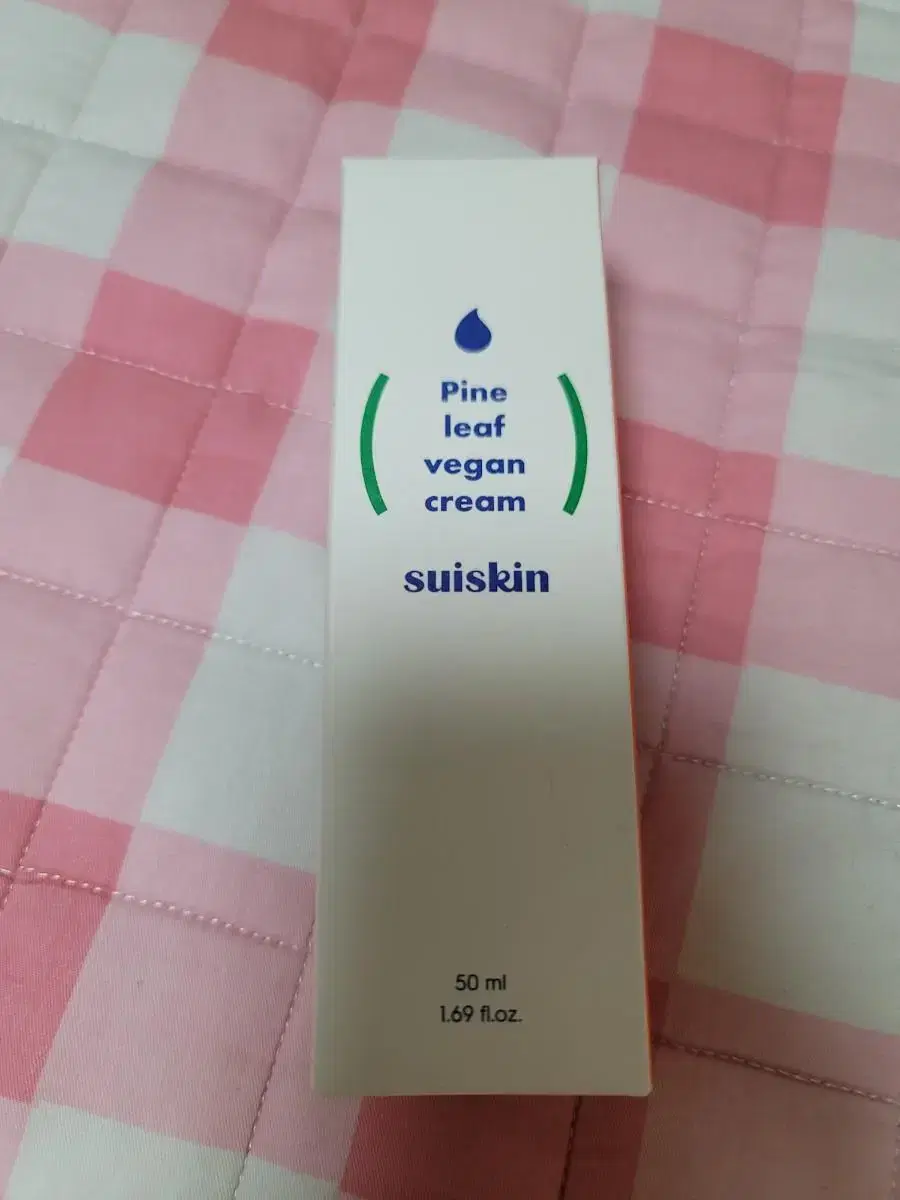 Pine
leaf
vegan
cream
suiskin
50 ml
1.69 fl.oz.